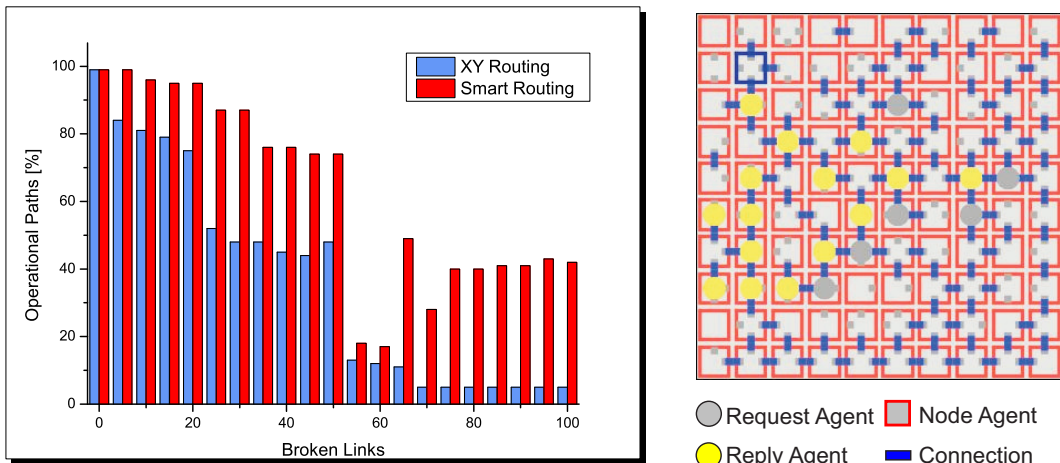 XY Routing
Smart Routing
Operational Paths [%]
100
80
60
40
20
0
0 20 40 60 80 100
Broken Links
Request Agent Node Agent
Reply Agent Connection